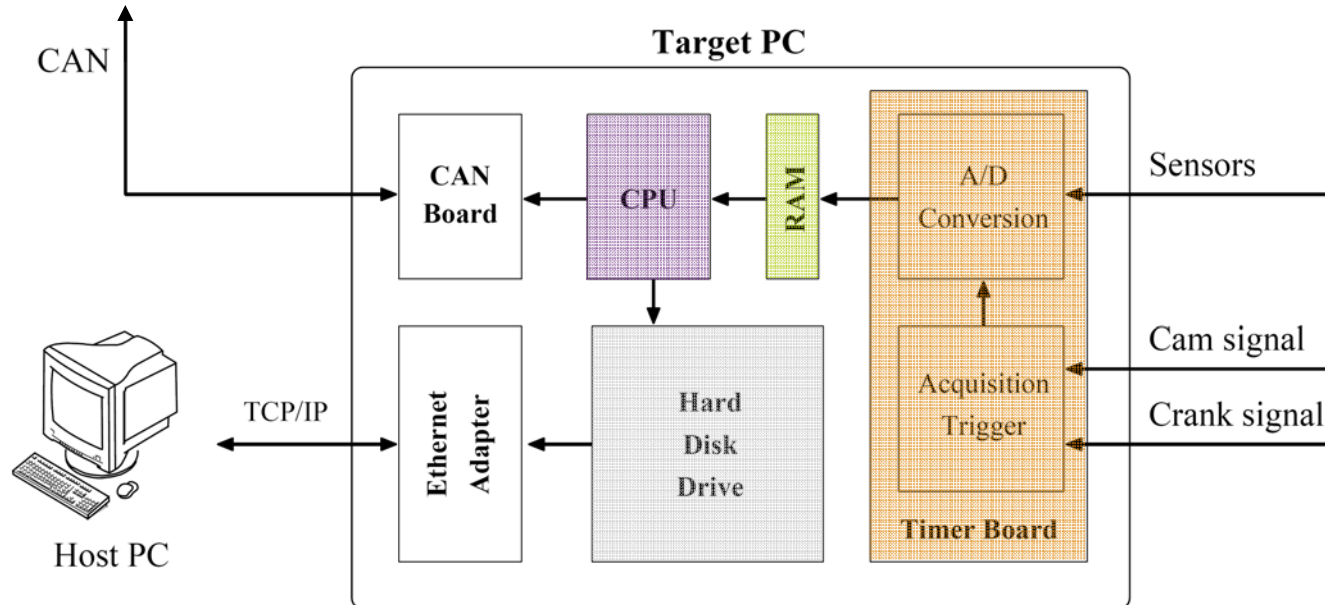 Target PC
CAN
CAN
Board
CPU
RAM
A/D
Conversion
Sensors
Cam signal
Crank signal
Acquisition
Trigger
Timer Board
Hard
Disk
Drive
Ethernet
Adapter
TCP/IP
Host PC